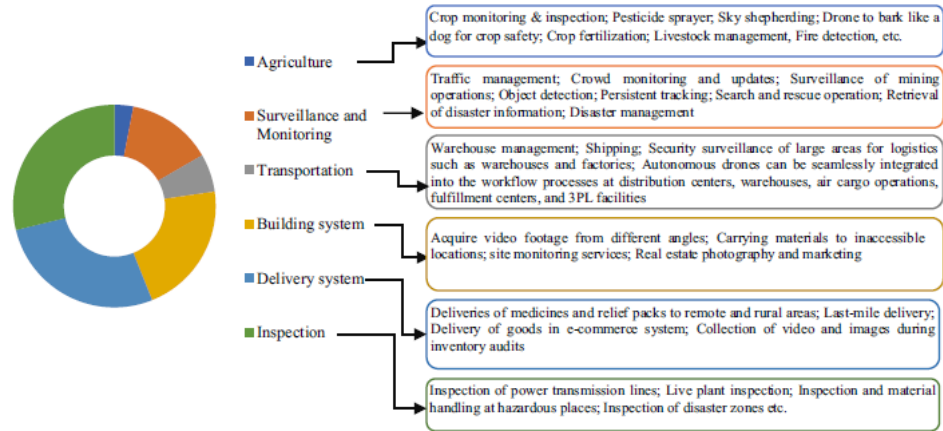 Crop monitoring & inspection; Pesticide sprayer; Sky shepherding; Drone to bark like a
dog for crop safety; Crop fertilization; Livestock management, Fire detection, etc.
Agriculture
Traffic management; Crowd monitoring and updates; Surveillance of mining
operations; Object detection; Persistent tracking; Search and rescue operation; Retrieval
of disaster information; Disaster management
Surveillance and
Monitoring
Warehouse management; Shipping; Security surveillance of large areas for logistics
such as warehouses and factories; Autonomous drones can be seamlessly integrated
into the workflow processes at distribution centers, warehouses, air cargo operations,
fulfillment centers, and 3PL facilities
Transportation
Building system
Acquire video footage from different angles; Carrying materials to inaccessible
locations; site monitoring services; Real estate photography and marketing
Delivery system
Deliveries of medicines and relief packs to remote and rural areas; Last-mile delivery;
Delivery of goods in e-commerce system; Collection of video and images during
inventory audits
Inspection
Inspection of power transmission lines; Live plant inspection; Inspection and material
handling at hazardous places; Inspection of disaster zones etc.